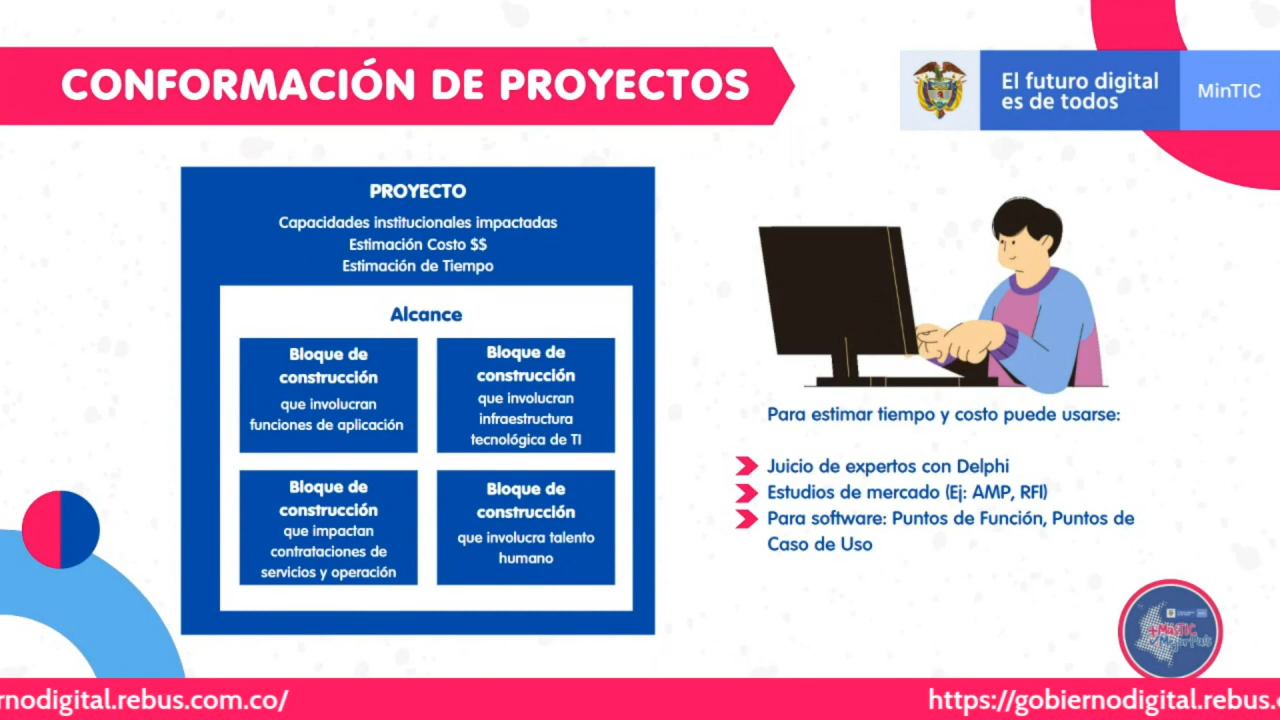 CONFORMACIÓN DE PROYECTOS
El futuro digital
es de todos
MinTIC
PROYECTO
Capacidades institucionales impactadas
Estimación Costo $$
Estimación de Tiempo
Alcance
Bloque de
construcción
que involucran
funciones de aplicación
Bloque de
construcción
que involucran
infraestructura
tecnológica de TI
Bloque de
construcción
que impactan
contrataciones de
servicios y operación
Bloque de
construcción
que involucra talento
humano
Para estimar tiempo y costo puede usarse:
Juicio de expertos con Delphi
Estudios de mercado (Ej: AMP, RFI)
Para software: Puntos de Función, Puntos de
Caso de Uso
+MinTIC
MejorPaís
rnodigital.rebus.com.co/
https://gobiernodigital.rebus.